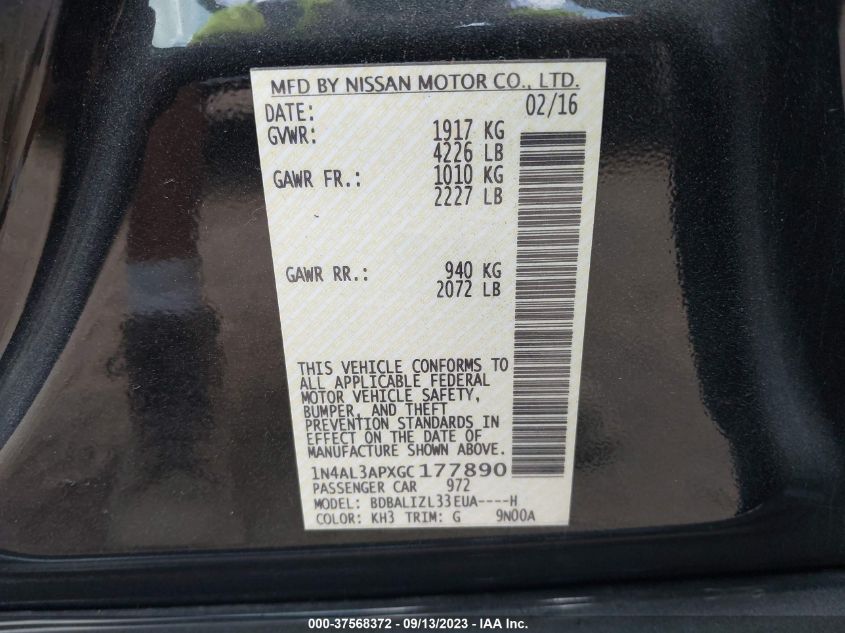 MFD BY NISSAN MOTOR CO., LTD.
DATE: 02/16
GVWR: 1917 KG
4226 LB
GAWR FR.: 1010 KG
2227 LB
GAWR RR.: 940 KG
2072 LB
THIS VEHICLE CONFORMS TO
ALL APPLICABLE FEDERAL
MOTOR VEHICLE SAFETY,
BUMPER, AND THEFT
PREVENTION STANDARDS IN
EFFECT ON THE DATE OF
MANUFACTURE SHOWN ABOVE.
1N4AL3APXGC177890
PASSENGER CAR 972
MODEL: BDBALIZL33EUA----H
COLOR: KH3 TRIM: G 9N00A
000-37568372 - 09/13/2023 - IAA Inc.